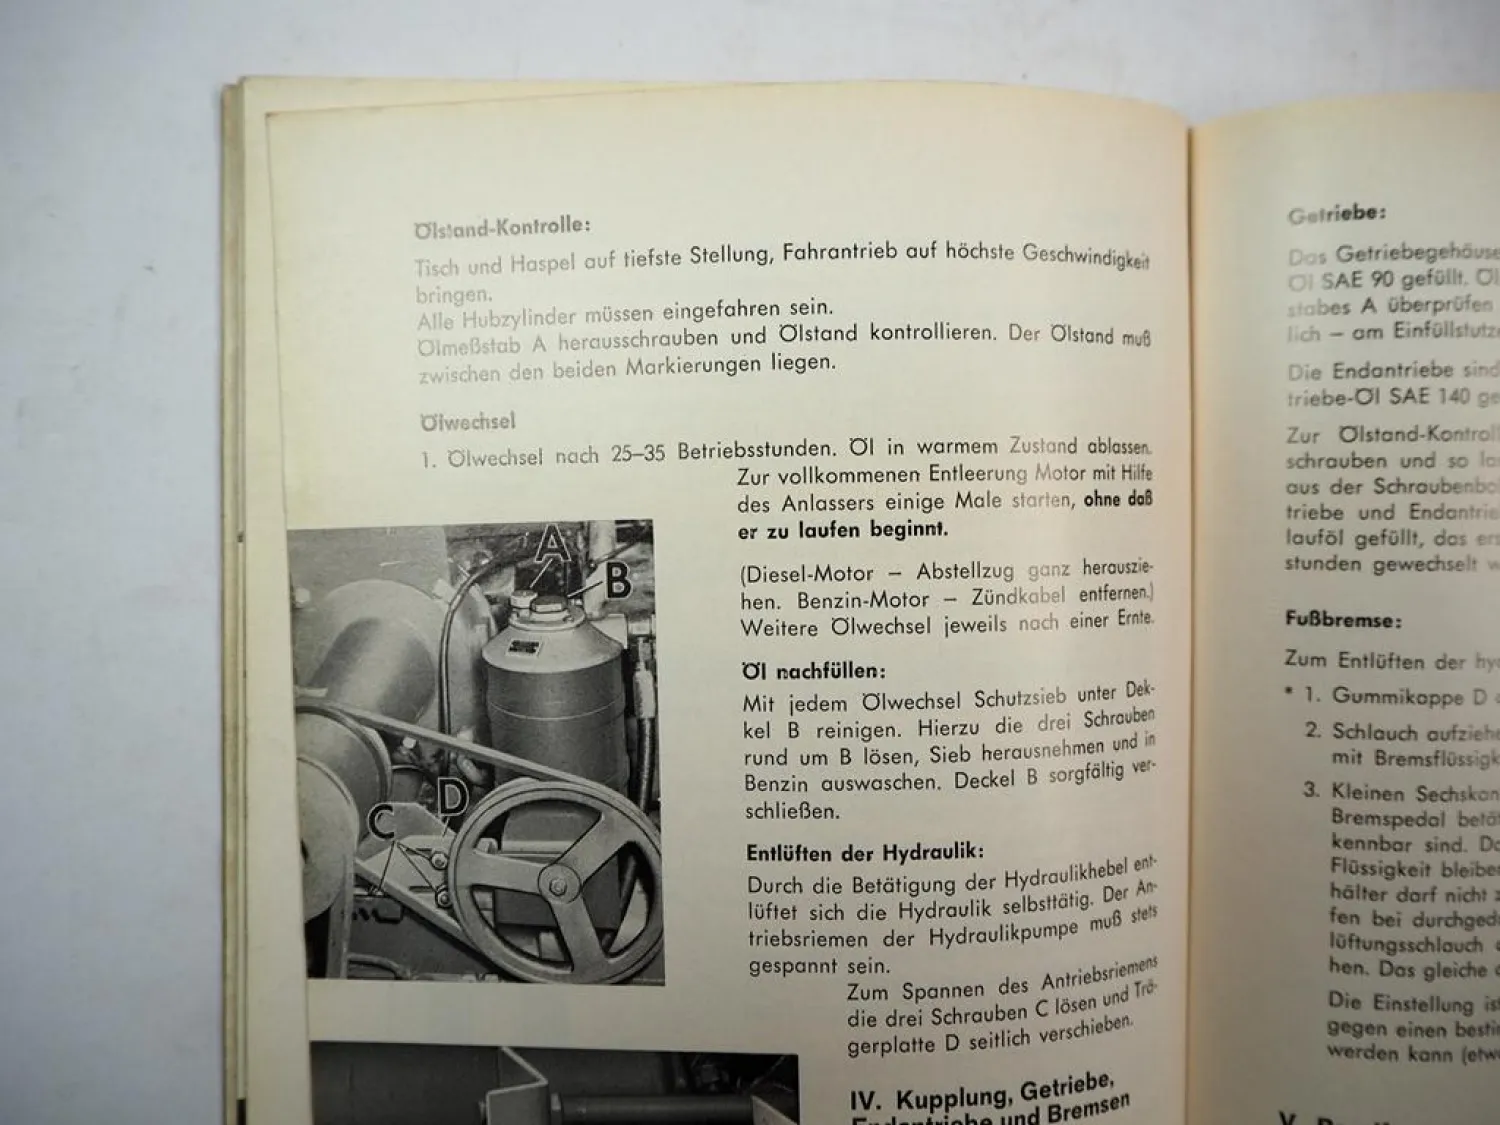 Ölstand-Kontrolle:
Tisch und Haspel auf tiefste Stellung, Fahrantrieb auf höchste Geschwindigkeit
bringen.
Alle Hubzylinder müssen eingefahren sein.
Ölmeßstab A herausschrauben und Ölstand kontrollieren. Der Ölstand muß
zwischen den beiden Markierungen liegen.
Ölwechsel
1. Ölwechsel nach 25–35 Betriebsstunden. Öl in warmem Zustand ablassen.
Zur vollkommenen Entleerung Motor mit Hilfe
des Anlassers einige Male starten, ohne daß
er zu laufen beginnt.
(Diesel-Motor – Abstellzug ganz herauszie-
hen. Benzin-Motor – Zündkabel entfernen.)
Weitere Ölwechsel jeweils nach einer Ernte.
Öl nachfüllen:
Mit jedem Ölwechsel Schutzsieb unter Dek-
kel B reinigen. Hierzu die drei Schrauben
rund um B lösen, Sieb herausnehmen und in
Benzin auswaschen. Deckel B sorgfältig ver-
schließen.
Entlüften der Hydraulik:
Durch die Betätigung der Hydraulikhebel ent-
lüftet sich die Hydraulik selbsttätig. Der An-
triebsriemen der Hydraulikpumpe muß stets
gespannt sein.
Zum Spannen des Antriebsriemens
die drei Schrauben C lösen und Trä-
gerplatte D seitlich verschieben.
IV. Kupplung, Getriebe,
Endantriebe und Bremsen
A
B
C
D
Getriebe:
Das Getriebegehäuse
Öl SAE 90 gefüllt.
stabes A überprüfen
lich – am Einfüllstutze
Die Endantriebe sind
triebe-Öl SAE 140 ge
Zur Ölstand-Kontroll
schrauben und so
aus der Schraubenbo
triebe und Endantrie
lauföl gefüllt, das ers
stunden gewechselt
Fußbremse:
Zum Entlüften der hy
* 1. Gummikappe D
2. Schlauch aufziehe
mit Bremsflüssigk
3. Kleinen Sechskan
Bremspedal betät
kennbar sind.
Flüssigkeit bleiben
hälter darf nicht
fen bei durchged
lüftungsschlauch
hen. Das gleiche
Die Einstellung ist
gegen einen besti
werden kann (etw
V.